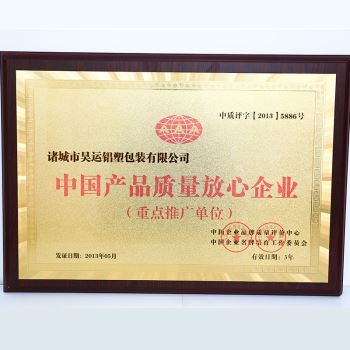 中质评字【2013】5886号
AAA
诸城市昊运铝塑包装有限公司
中国产品质量放心企业
（重点推广单位）
中国企业品牌质量评价中心
中国企业名牌培育工作委员会
发证日期：2013年05月
有效日期：3年